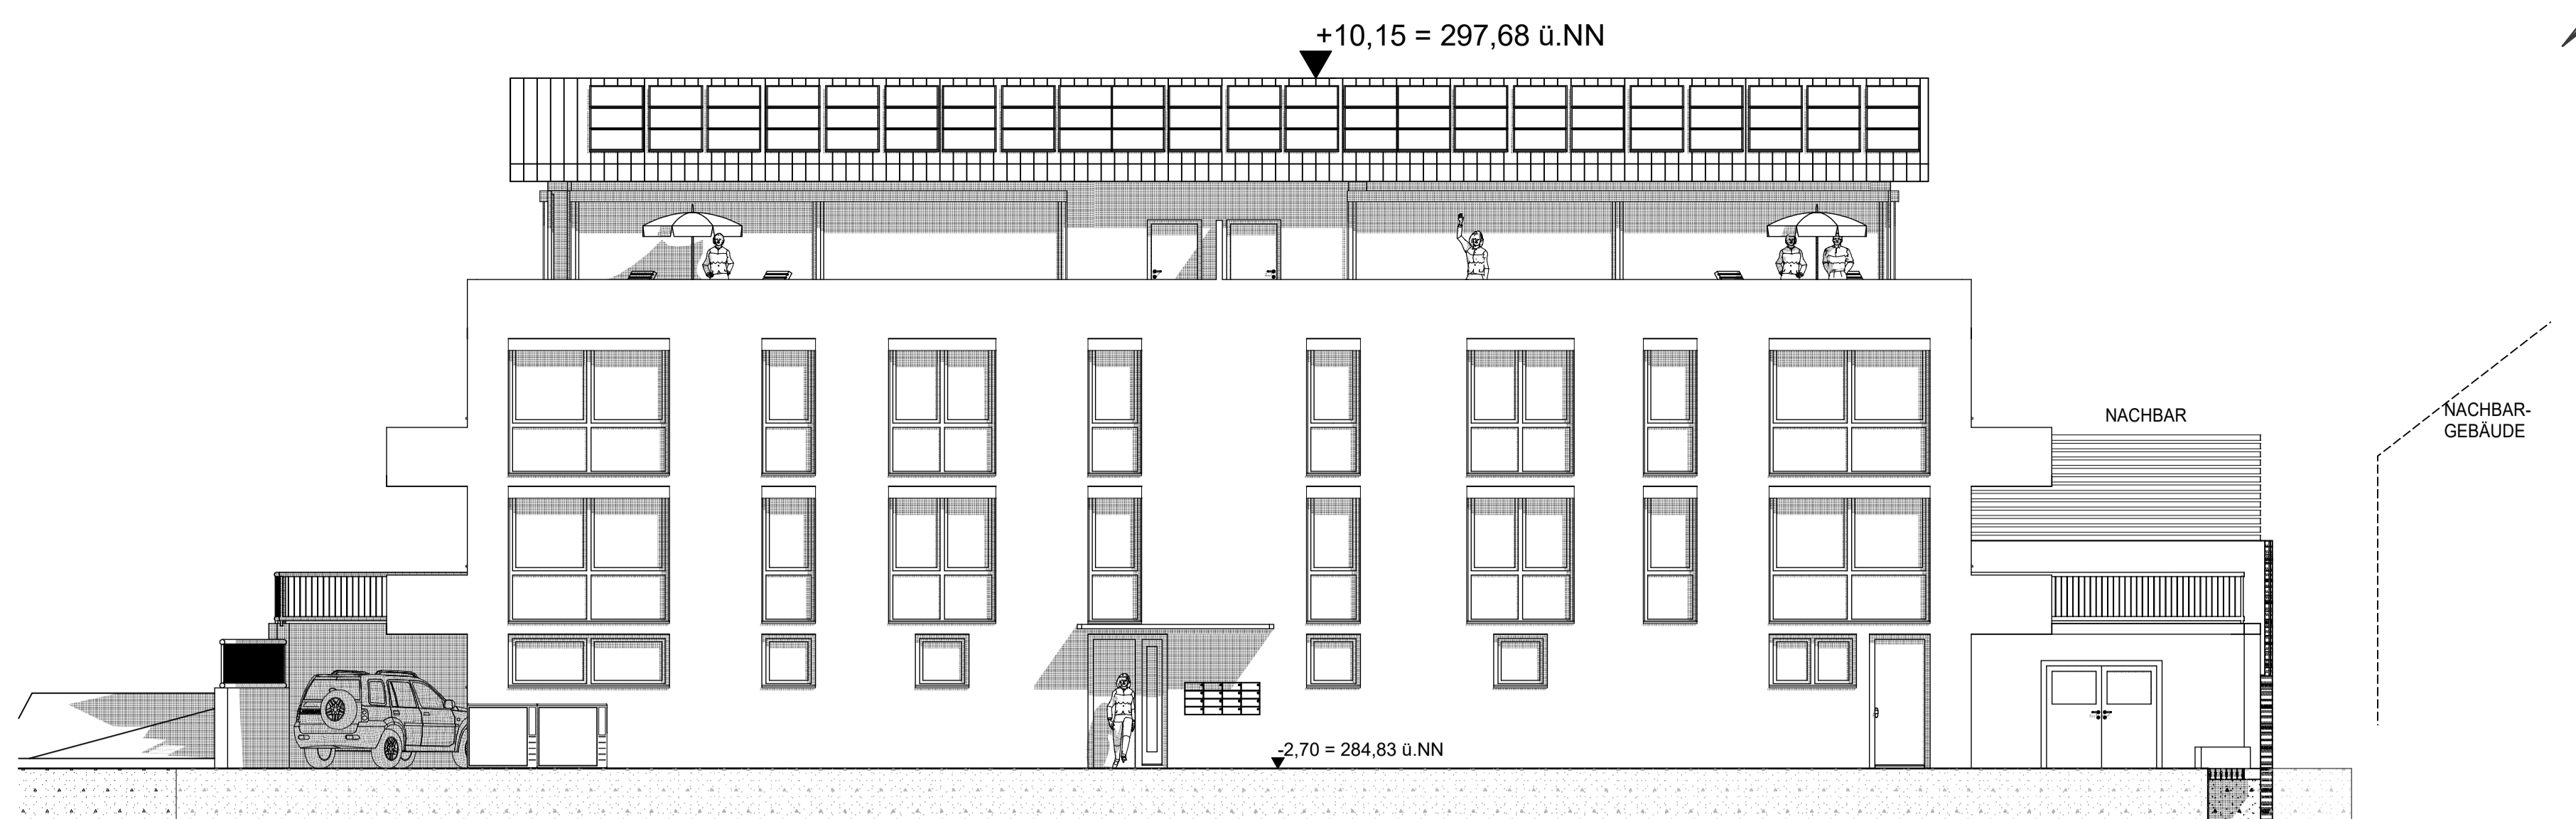 +10,15 = 297,68 ü.NN
NACHBAR
NACHBAR-
GEBÄUDE
-2,70 = 284,83 ü.NN